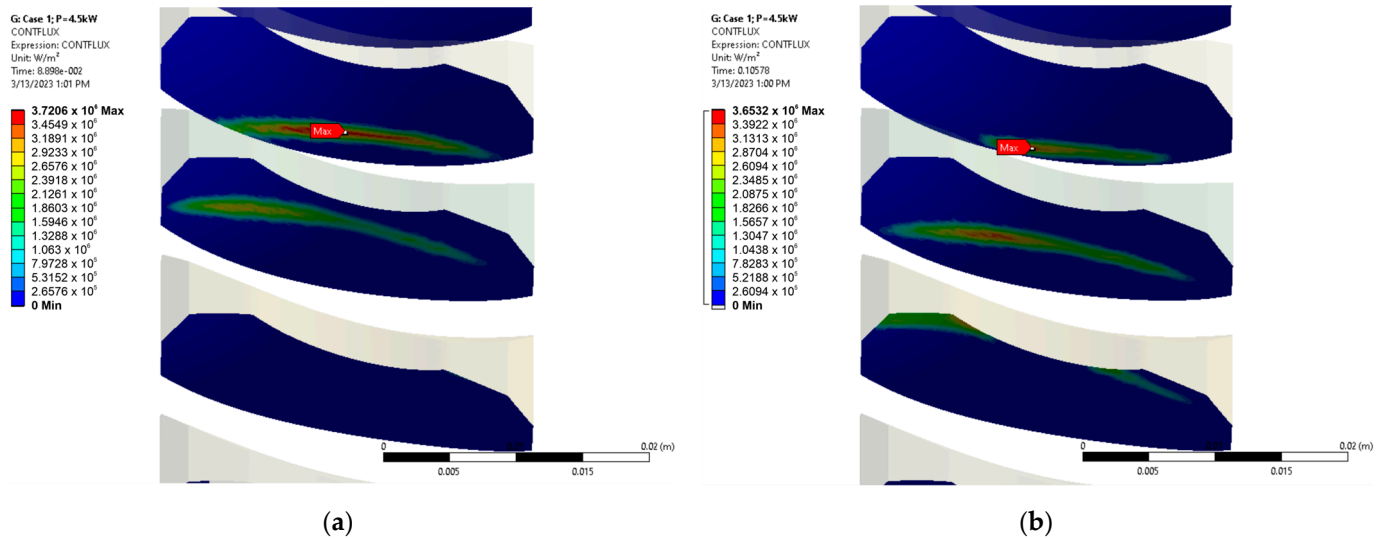 G: Case 1; P=4.5kW
CONTFLUX
Expression: CONTFLUX
Unit: W/m²
Time: 8.898e-002
3/13/2023 1:01 PM
3.7206 x 10⁶ Max
3.4549 x 10⁶
3.1891 x 10⁶
2.9233 x 10⁶
2.6576 x 10⁶
2.3918 x 10⁶
2.1261 x 10⁶
1.8603 x 10⁶
1.5946 x 10⁶
1.3288 x 10⁶
1.063 x 10⁶
7.9728 x 10⁵
5.3152 x 10⁵
2.6576 x 10⁵
0 Min
Max
0
0.02 (m)
0.005
0.015
(a)
G: Case 1; P=4.5kW
CONTFLUX
Expression: CONTFLUX
Unit: W/m²
Time: 0.10578
3/13/2023 1:00 PM
3.6532 x 10⁶ Max
3.3922 x 10⁶
3.1313 x 10⁶
2.8704 x 10⁶
2.6094 x 10⁶
2.3485 x 10⁶
2.0875 x 10⁶
1.8266 x 10⁶
1.5657 x 10⁶
1.3047 x 10⁶
1.0438 x 10⁶
7.8283 x 10⁵
5.2188 x 10⁵
2.6094 x 10⁵
0 Min
Max
0
0.02 (m)
0.005
0.015
(b)